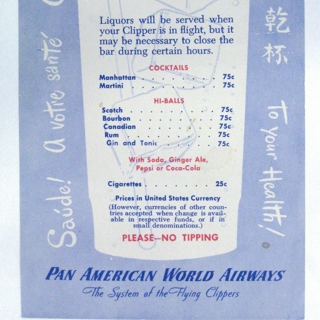 Liquors will be served when
your Clipper is in flight, but it
may be necessary to close the
bar during certain hours.
COCKTAILS
Manhattan . . . . . . . . . 75c
Martini . . . . . . . . . 75c
HI-BALLS
Scotch . . . . . . . . . 75c
Bourbon . . . . . . . . . 75c
Canadian . . . . . . . . . 75c
Rum . . . . . . . . . 75c
Gin and Tonic . . . . . . 75c
With Soda, Ginger Ale,
Pepsi or Coca-Cola
Cigarettes . . . . . . . . . 25c
Prices in United States Currency
(However, currencies of other coun-
tries accepted when change is avail-
able in respective funds, or if in
small denominations.)
PLEASE—NO TIPPING
Saúde! A votre santé
乾杯 To your Health!
PAN AMERICAN WORLD AIRWAYS
The System of the Flying Clippers